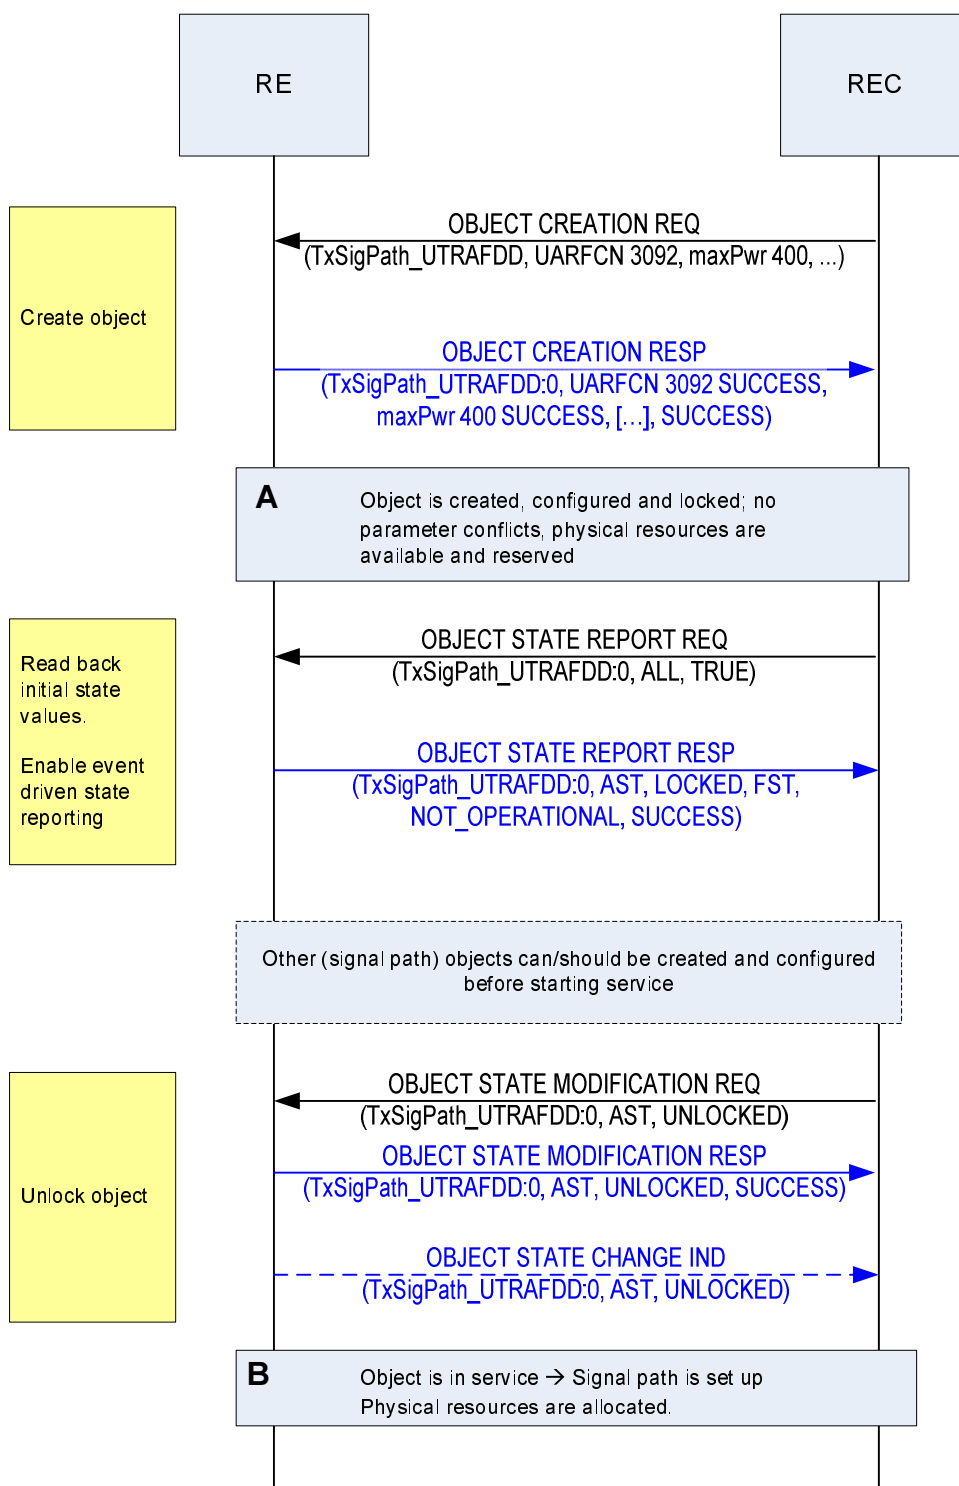 RE
REC
OBJECT CREATION REQ
(TxSigPath_UTRAFDD, UARFCN 3092, maxPwr 400, ...)
Create object
OBJECT CREATION RESP
(TxSigPath_UTRAFDD:0, UARFCN 3092 SUCCESS,
maxPwr 400 SUCCESS, [...], SUCCESS)
A
Object is created, configured and locked; no
parameter conflicts, physical resources are
available and reserved
OBJECT STATE REPORT REQ
(TxSigPath_UTRAFDD:0, ALL, TRUE)
Read back
initial state
values.
Enable event
driven state
reporting
OBJECT STATE REPORT RESP
(TxSigPath_UTRAFDD:0, AST, LOCKED, FST,
NOT_OPERATIONAL, SUCCESS)
Other (signal path) objects can/should be created and configured
before starting service
OBJECT STATE MODIFICATION REQ
(TxSigPath_UTRAFDD:0, AST, UNLOCKED)
OBJECT STATE MODIFICATION RESP
(TxSigPath_UTRAFDD:0, AST, UNLOCKED, SUCCESS)
Unlock object
OBJECT STATE CHANGE IND
(TxSigPath_UTRAFDD:0, AST, UNLOCKED)
B
Object is in service → Signal path is set up
Physical resources are allocated.